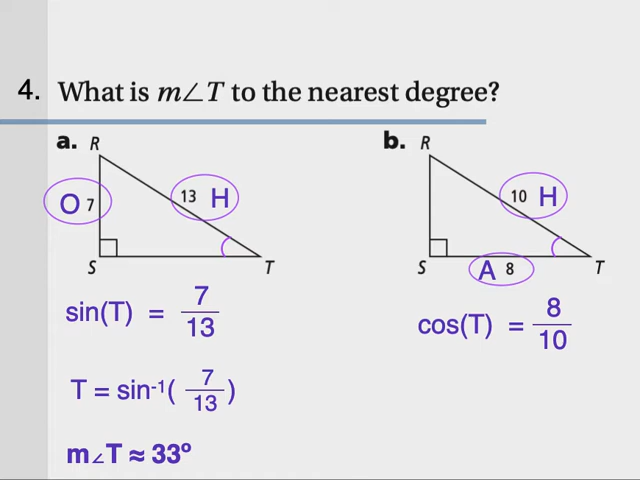 4. What is m∠T to the nearest degree?
a. R
O 7
13 H
S
T
sin(T) = 7/13
T = sin⁻¹( 7/13 )
m∠T ≈ 33º
b. R
10 H
S
A 8
T
cos(T) = 8/10